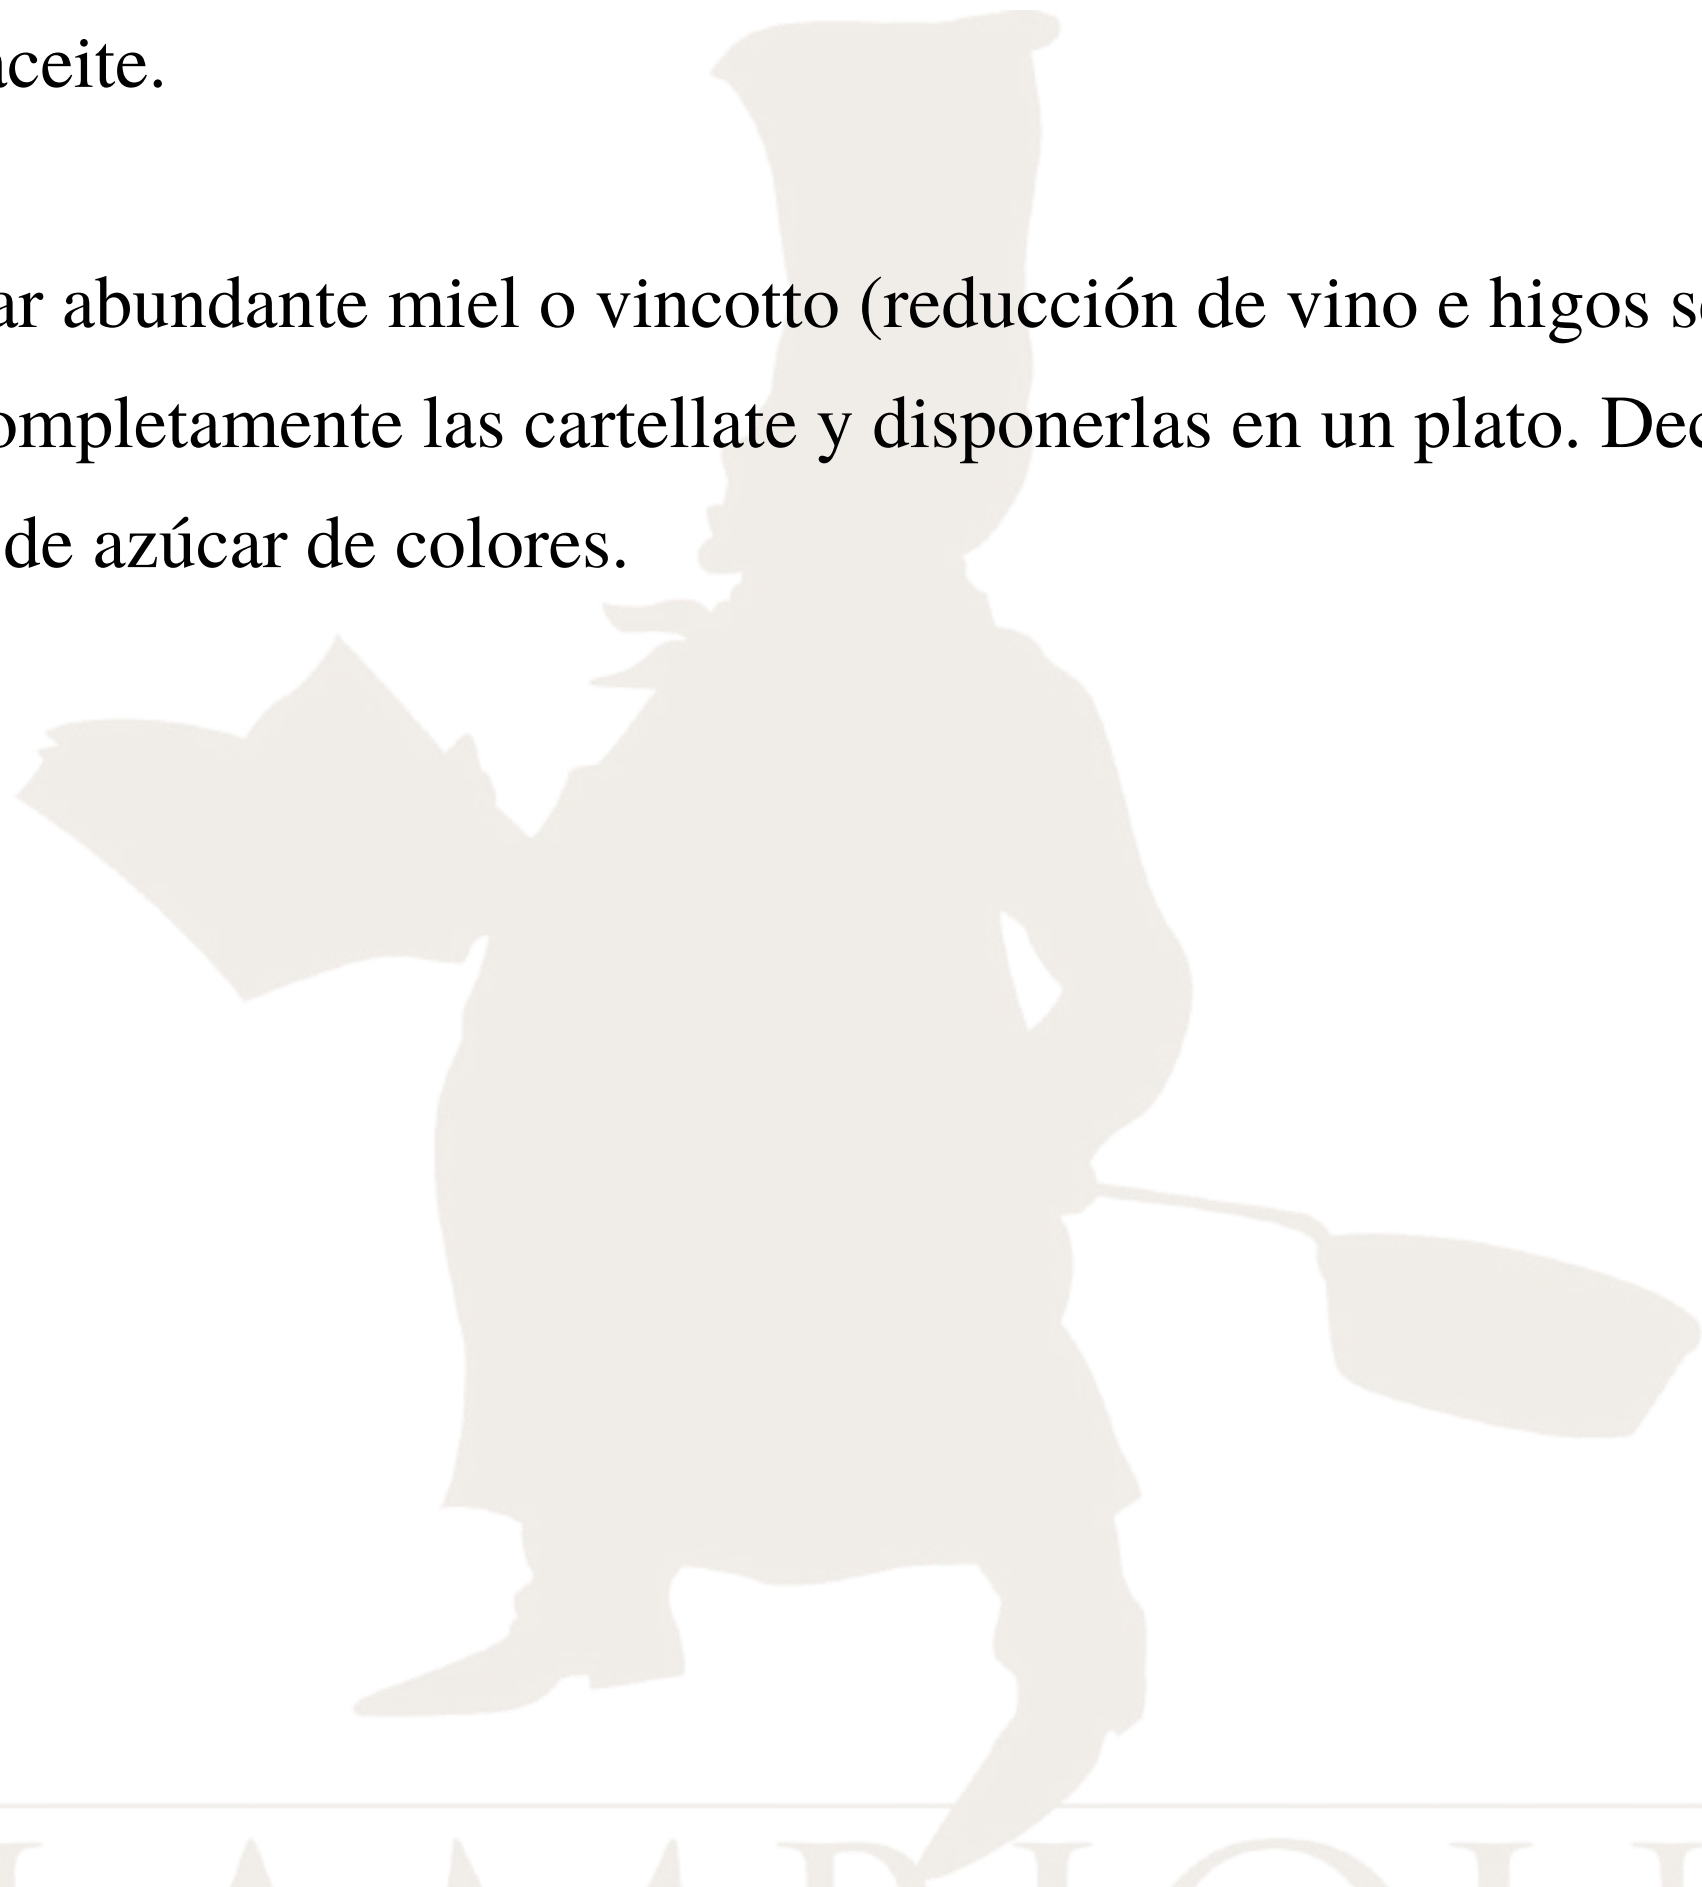 aceite.
ar abundante miel o vincotto (reducción de vino e higos se
ompletamente las cartellate y disponerlas en un plato. Dec
de azúcar de colores.